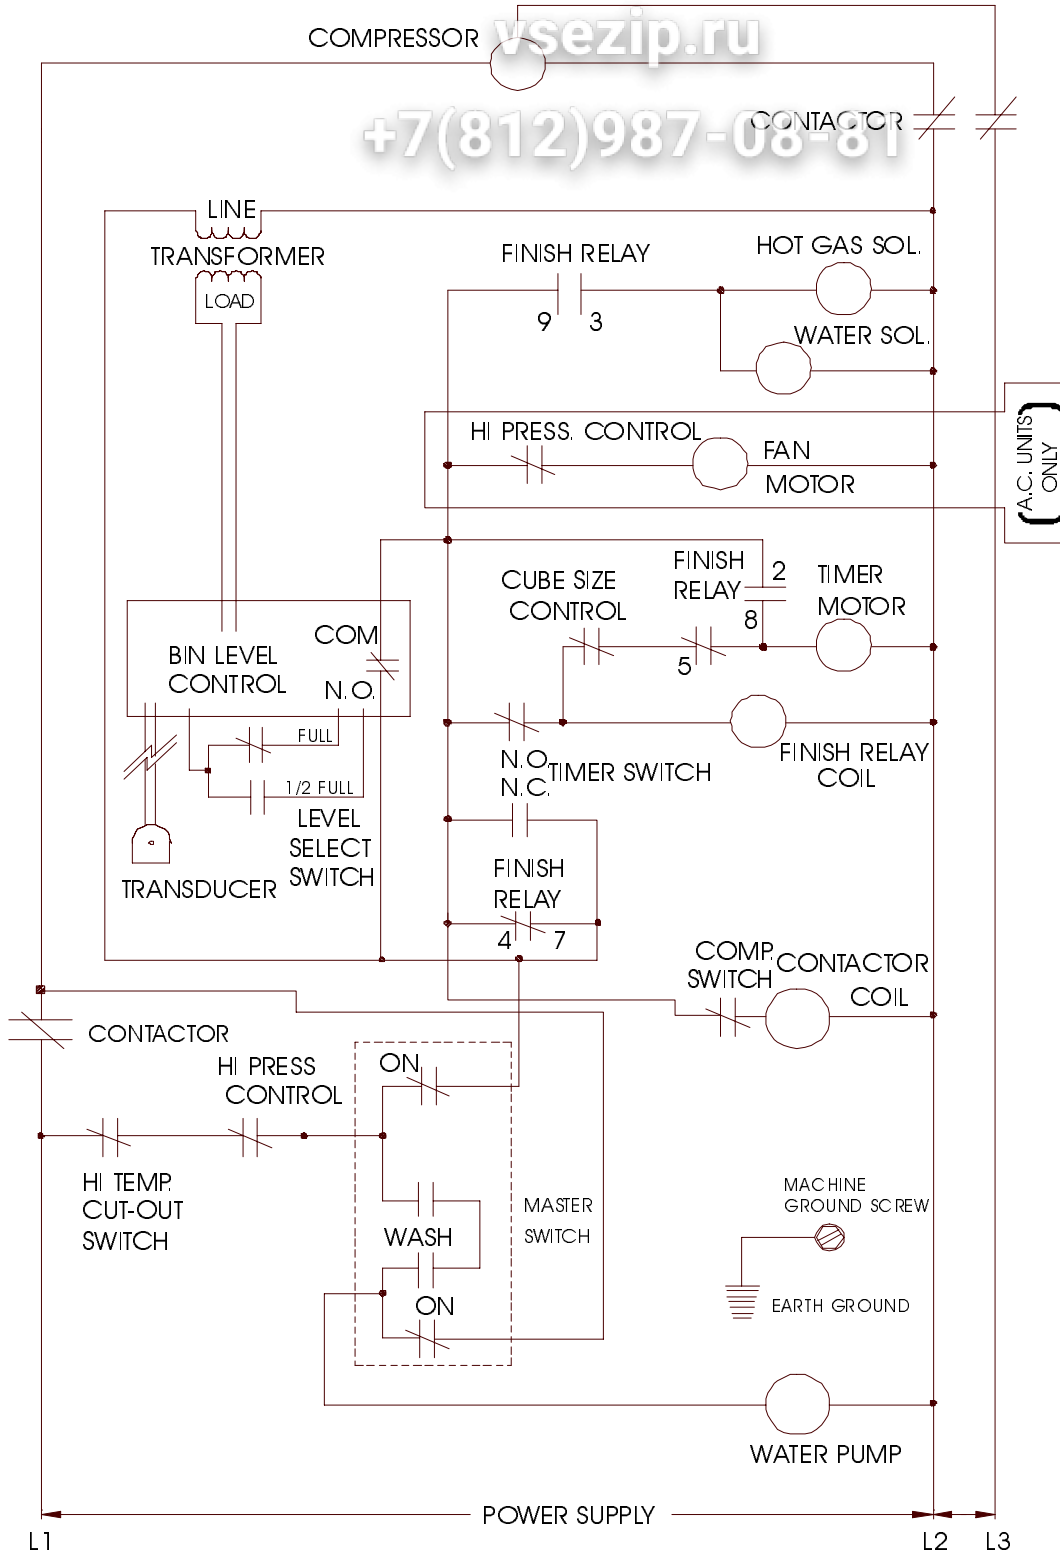 vsezip.ru
COMPRESSOR
+7(812)987-08-81
CONTACTOR
LINE
TRANSFORMER
LOAD
FINISH RELAY
9 3
HOT GAS SOL.
WATER SOL.
HI PRESS. CONTROL
FAN
MOTOR
(A.C. UNITS
ONLY)
FINISH
RELAY
2
8
CUBE SIZE
CONTROL
5
TIMER
MOTOR
COM
BIN LEVEL
CONTROL
N.O.
FULL
1/2 FULL
LEVEL
SELECT
SWITCH
TRANSDUCER
N.O.
N.C.
TIMER SWITCH
FINISH RELAY
COIL
FINISH
RELAY
4 7
COMP.
SWITCH
CONTACTOR
COIL
CONTACTOR
HI PRESS
CONTROL
ON
HI TEMP.
CUT-OUT
SWITCH
WASH
ON
MASTER
SWITCH
MACHINE
GROUND SCREW
EARTH GROUND
WATER PUMP
POWER SUPPLY
L1 L2 L3